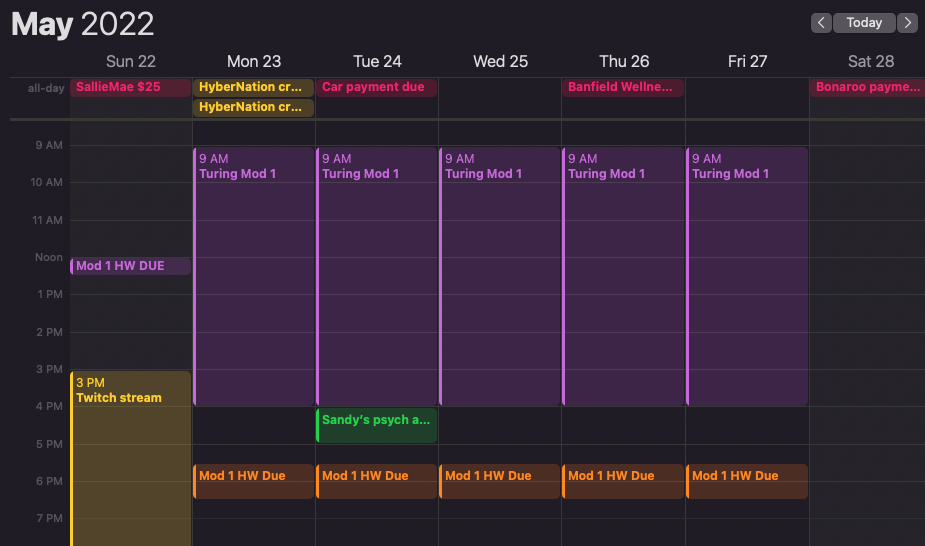 May 2022
Today
Sun 22 Mon 23 Tue 24 Wed 25 Thu 26 Fri 27 Sat 28
all-day SallieMae $25 HyberNation cr... Car payment due Banfield Wellne... Bonaroo payme...
HyberNation cr...
9 AM
9 AM 9 AM 9 AM 9 AM 9 AM
Turing Mod 1 Turing Mod 1 Turing Mod 1 Turing Mod 1 Turing Mod 1
10 AM
11 AM
Noon
Mod 1 HW DUE
1 PM
2 PM
3 PM
3 PM
Twitch stream
4 PM
Sandy's psych a...
5 PM
Mod 1 HW Due Mod 1 HW Due Mod 1 HW Due Mod 1 HW Due Mod 1 HW Due
6 PM
7 PM